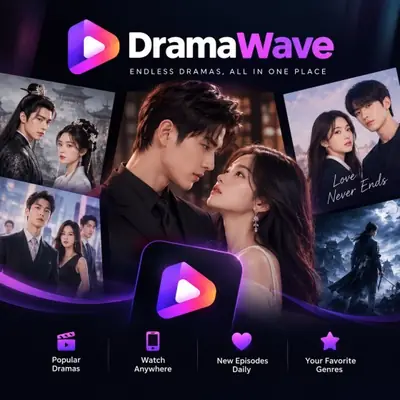 DramaWave
ENDLESS DRAMAS, ALL IN ONE PLACE
Love
Never Ends
Popular
Dramas
Watch
Anywhere
New Episodes
Daily
Your Favorite
Genres